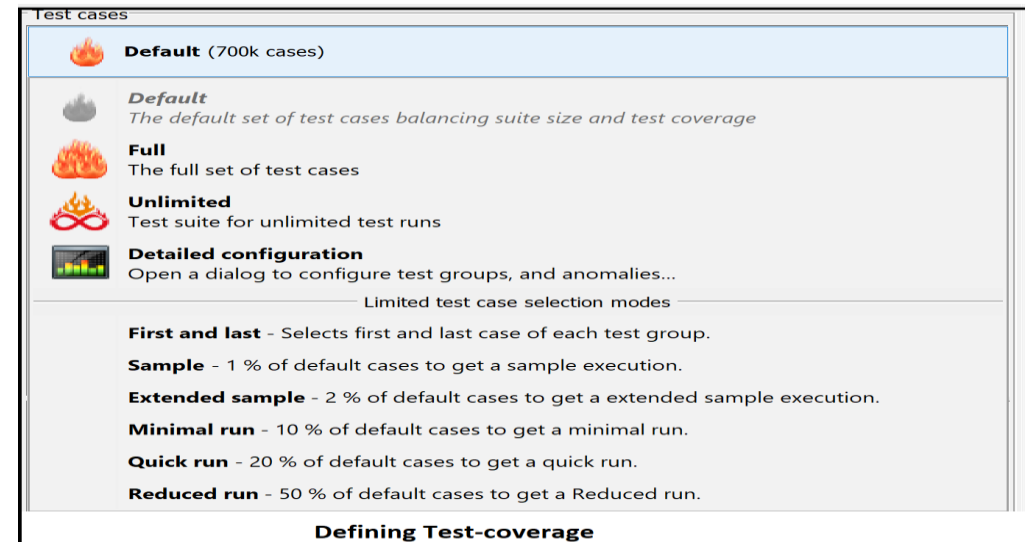 Test cases
Default (700k cases)
Default
The default set of test cases balancing suite size and test coverage
Full
The full set of test cases
Unlimited
Test suite for unlimited test runs
Detailed configuration
Open a dialog to configure test groups, and anomalies...
Limited test case selection modes
First and last - Selects first and last case of each test group.
Sample - 1 % of default cases to get a sample execution.
Extended sample - 2 % of default cases to get a extended sample execution.
Minimal run - 10 % of default cases to get a minimal run.
Quick run - 20 % of default cases to get a quick run.
Reduced run - 50 % of default cases to get a Reduced run.
Defining Test-coverage